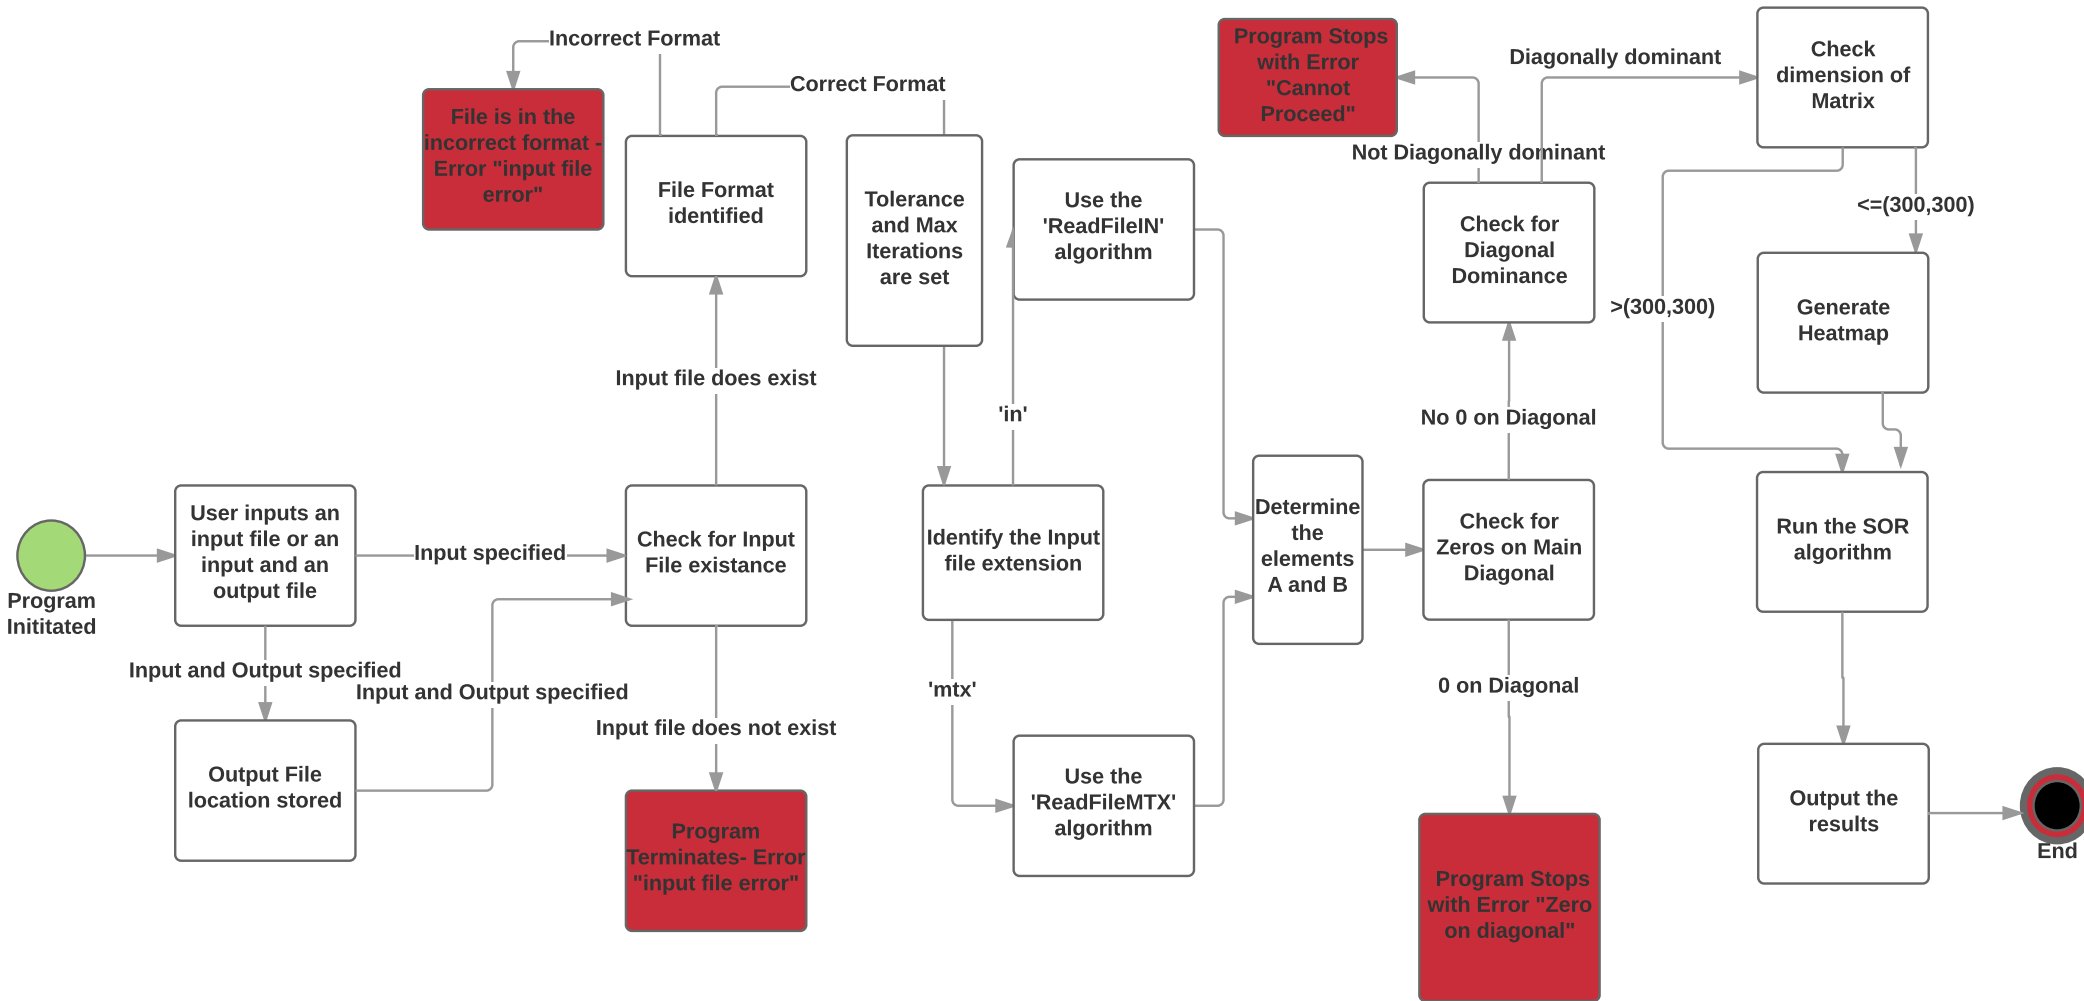 Program
Inititated
User inputs an
input file or an
input and an
output file
Input specified
Input and Output specified
Output File
location stored
Input and Output specified
Check for Input
File existance
Input file does not exist
Program
Terminates- Error
"input file error"
Input file does exist
File Format
identified
Incorrect Format
File is in the
incorrect format -
Error "input file
error"
Correct Format
Tolerance
and Max
Iterations
are set
Identify the Input
file extension
'in'
Use the
'ReadFileIN'
algorithm
'mtx'
Use the
'ReadFileMTX'
algorithm
Determine
the
elements
A and B
Check for
Zeros on Main
Diagonal
0 on Diagonal
Program Stops
with Error "Zero
on diagonal"
No 0 on Diagonal
Check for
Diagonal
Dominance
Not Diagonally dominant
Program Stops
with Error
"Cannot
Proceed"
Diagonally dominant
Check
dimension of
Matrix
<=(300,300)
>(300,300)
Generate
Heatmap
Run the SOR
algorithm
Output the
results
End